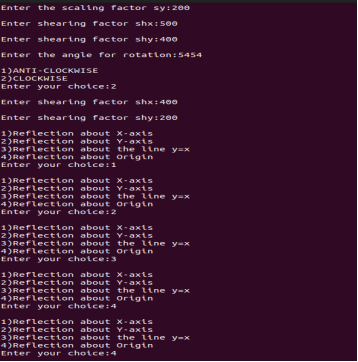 Enter the scaling factor sy:200
Enter shearing factor shx:500
Enter shearing factor shy:400
Enter the angle for rotation:5454
1)ANTI-CLOCKWISE
2)CLOCKWISE
Enter your choice:2
Enter shearing factor shx:400
Enter shearing factor shy:200
1)Reflection about X-axis
2)Reflection about Y-axis
3)Reflection about the line y=x
4)Reflection about Origin
Enter your choice:1
1)Reflection about X-axis
2)Reflection about Y-axis
3)Reflection about the line y=x
4)Reflection about Origin
Enter your choice:2
1)Reflection about X-axis
2)Reflection about Y-axis
3)Reflection about the line y=x
4)Reflection about Origin
Enter your choice:3
1)Reflection about X-axis
2)Reflection about Y-axis
3)Reflection about the line y=x
4)Reflection about Origin
Enter your choice:4
1)Reflection about X-axis
2)Reflection about Y-axis
3)Reflection about the line y=x
4)Reflection about Origin
Enter your choice:4